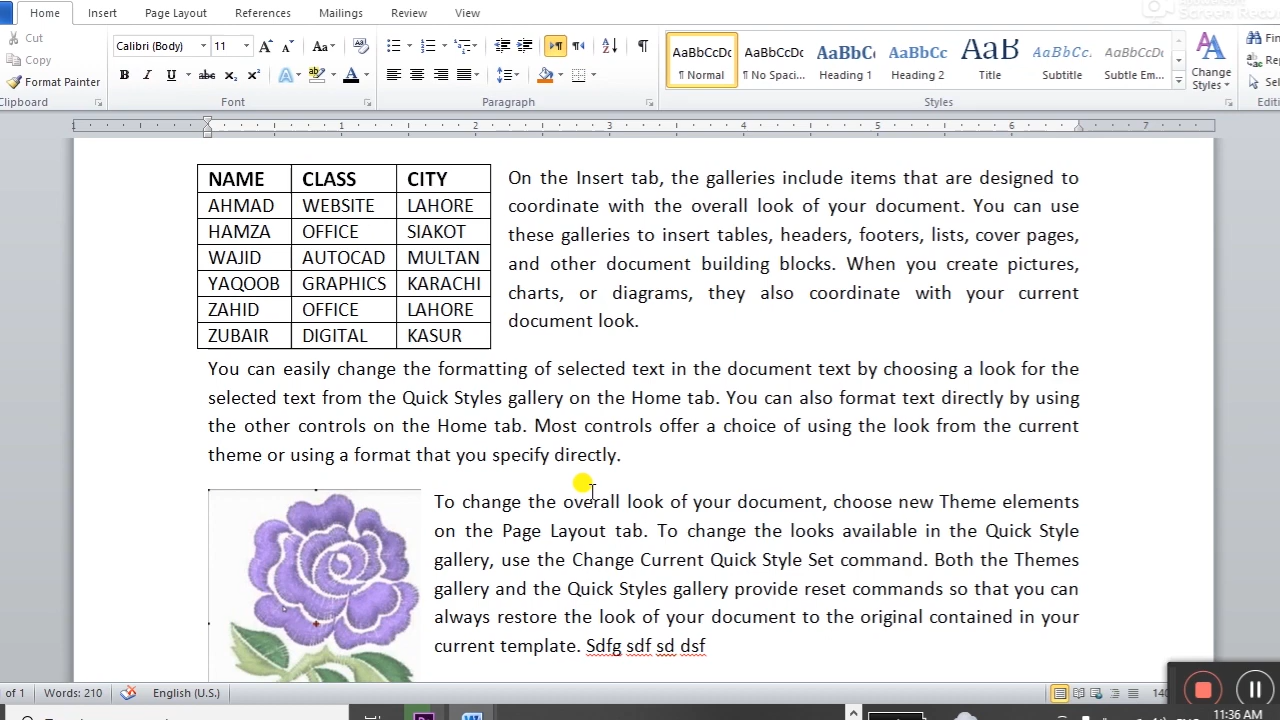 Home Insert Page Layout References Mailings Review View
Cut
Copy
Format Painter
Clipboard
Calibri (Body) 11
Font
Paragraph
AaBbCcDc AaBbCcDc AaBbC AaBbCc AaB AaBbCc. AaBbCcDc
¶ Normal ¶ No Spaci... Heading 1 Heading 2 Title Subtitle Subtle Em...
Change
Styles
Styles
1 1 2 3 4 5 6 7
NAME CLASS CITY
AHMAD WEBSITE LAHORE
HAMZA OFFICE SIAKOT
WAJID AUTOCAD MULTAN
YAQOOB GRAPHICS KARACHI
ZAHID OFFICE LAHORE
ZUBAIR DIGITAL KASUR
On the Insert tab, the galleries include items that are designed to
coordinate with the overall look of your document. You can use
these galleries to insert tables, headers, footers, lists, cover pages,
and other document building blocks. When you create pictures,
charts, or diagrams, they also coordinate with your current
document look.
You can easily change the formatting of selected text in the document text by choosing a look for the
selected text from the Quick Styles gallery on the Home tab. You can also format text directly by using
the other controls on the Home tab. Most controls offer a choice of using the look from the current
theme or using a format that you specify directly.
To change the overall look of your document, choose new Theme elements
on the Page Layout tab. To change the looks available in the Quick Style
gallery, use the Change Current Quick Style Set command. Both the Themes
gallery and the Quick Styles gallery provide reset commands so that you can
always restore the look of your document to the original contained in your
current template. Sdfg sdf sd dsf
of 1 Words: 210 English (U.S.)
11:36 AM